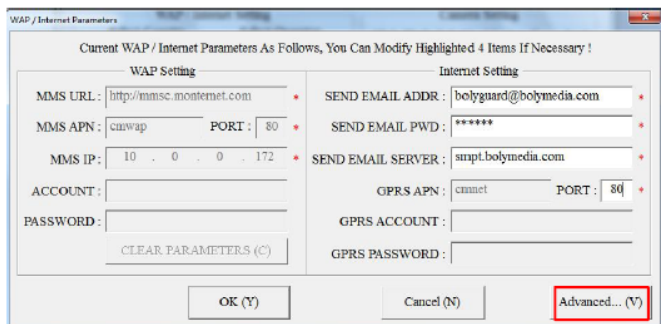 WAP / Internet Parameters
Current WAP / Internet Parameters As Follows, You Can Modify Highlighted 4 Items If Necessary !
WAP Setting
MMS URL : http://mmsc.monternet.com *
MMS APN : cmwap PORT : 80 *
MMS IP : 10 . 0 . 0 . 172 *
ACCOUNT :
PASSWORD :
CLEAR PARAMETERS (C)
Internet Setting
SEND EMAIL ADDR : bolyguard@bolymedia.com *
SEND EMAIL PWD : ****** *
SEND EMAIL SERVER : smpt.bolymedia.com *
GPRS APN : cmnet PORT : 80 *
GPRS ACCOUNT :
GPRS PASSWORD :
OK (Y) Cancel (N) Advanced... (V)